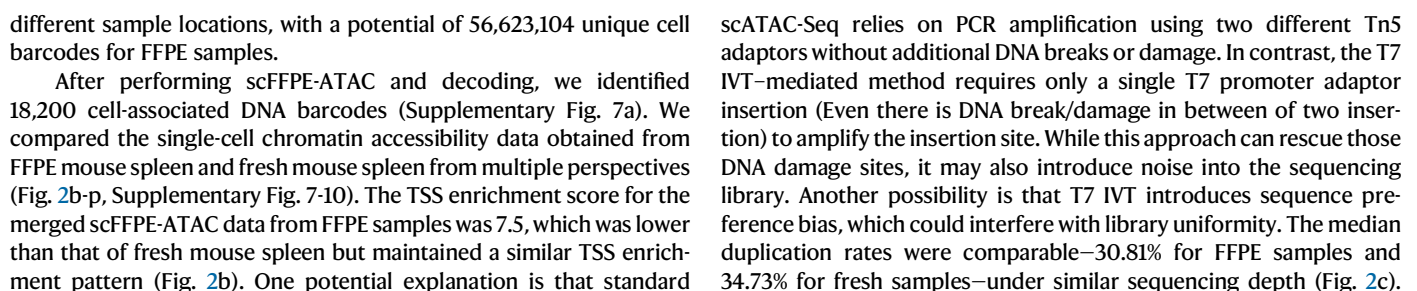 different sample locations, with a potential of 56,623,104 unique cell
barcodes for FFPE samples.
After performing scFFPE-ATAC and decoding, we identified
18,200 cell-associated DNA barcodes (Supplementary Fig. 7a). We
compared the single-cell chromatin accessibility data obtained from
FFPE mouse spleen and fresh mouse spleen from multiple perspectives
(Fig. 2b-p, Supplementary Fig. 7-10). The TSS enrichment score for the
merged scFFPE-ATAC data from FFPE samples was 7.5, which was lower
than that of fresh mouse spleen but maintained a similar TSS enrich-
ment pattern (Fig. 2b). One potential explanation is that standard
scATAC-Seq relies on PCR amplification using two different Tn5
adaptors without additional DNA breaks or damage. In contrast, the T7
IVT–mediated method requires only a single T7 promoter adaptor
insertion (Even there is DNA break/damage in between of two inser-
tion) to amplify the insertion site. While this approach can rescue those
DNA damage sites, it may also introduce noise into the sequencing
library. Another possibility is that T7 IVT introduces sequence pre-
ference bias, which could interfere with library uniformity. The median
duplication rates were comparable—30.81% for FFPE samples and
34.73% for fresh samples—under similar sequencing depth (Fig. 2c).